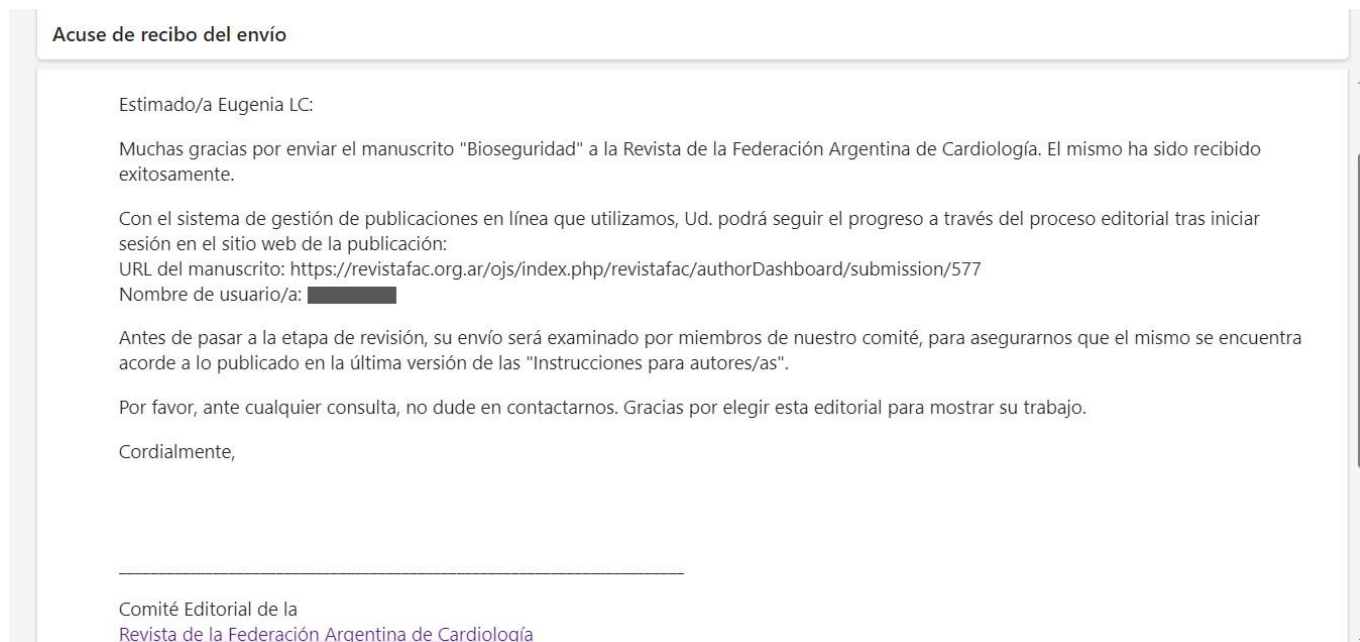 Acuse de recibo del envío
Estimado/a Eugenia LC:
Muchas gracias por enviar el manuscrito "Bioseguridad" a la Revista de la Federación Argentina de Cardiología. El mismo ha sido recibido
exitosamente.
Con el sistema de gestión de publicaciones en línea que utilizamos, Ud. podrá seguir el progreso a través del proceso editorial tras iniciar
sesión en el sitio web de la publicación:
URL del manuscrito: https://revistafac.org.ar/ojs/index.php/revistafac/authorDashboard/submission/577
Nombre de usuario/a:
Antes de pasar a la etapa de revisión, su envío será examinado por miembros de nuestro comité, para asegurarnos que el mismo se encuentra
acorde a lo publicado en la última versión de las "Instrucciones para autores/as".
Por favor, ante cualquier consulta, no dude en contactarnos. Gracias por elegir esta editorial para mostrar su trabajo.
Cordialmente,
Comité Editorial de la
Revista de la Federación Argentina de Cardiología